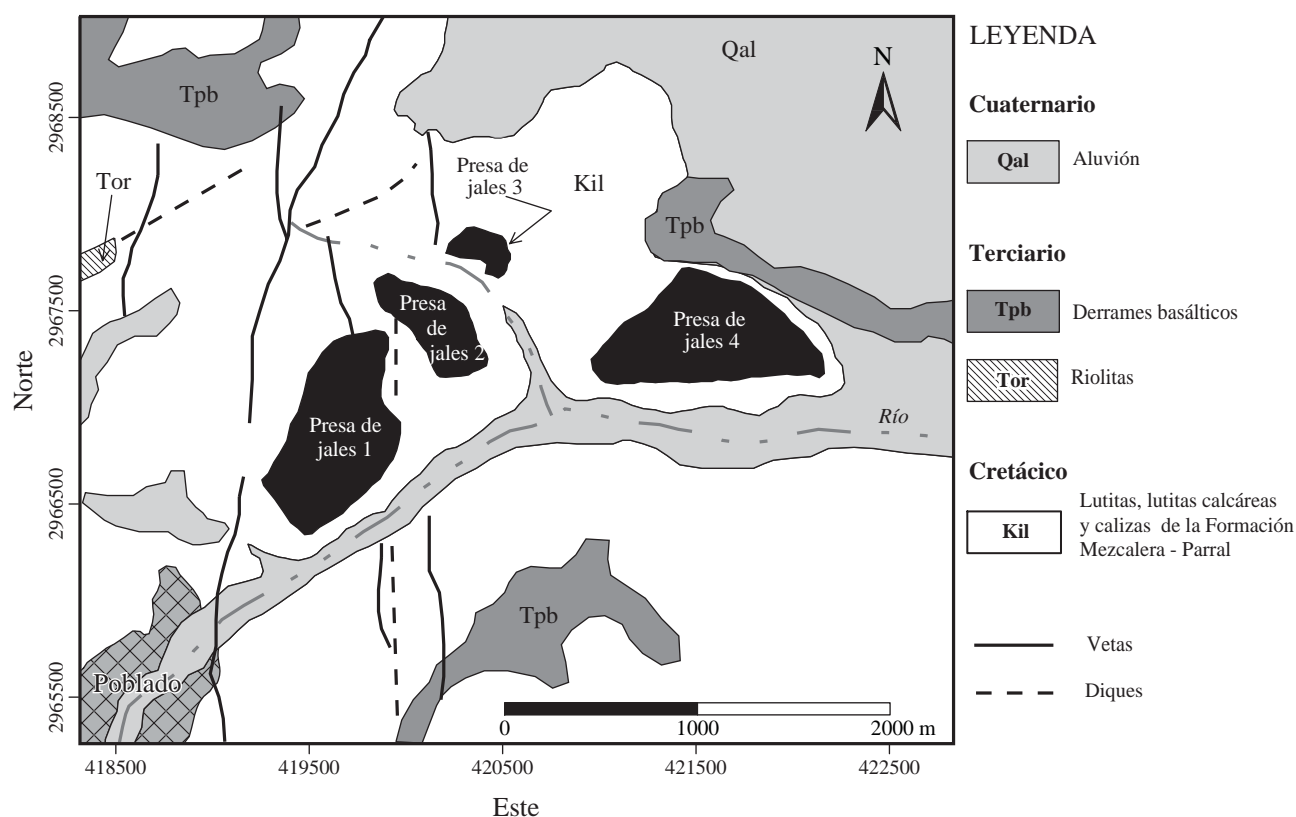 Qal
N
Tpb
Presa de
jales 3
Kil
Tor
Tpb
Presa
de
jales 2
Presa de
jales 4
Presa de
jales 1
Río
Tpb
Poblado
0
1000
2000 m
2968500
2967500
2966500
2965500
Norte
418500
419500
420500
421500
422500
Este
LEYENDA
Cuaternario
Qal
Aluvión
Terciario
Tpb
Derrames basálticos
Tor
Riolitas
Cretácico
Kil
Lutitas, lutitas calcáreas
y calizas de la Formación
Mezcalera - Parral
Vetas
Diques